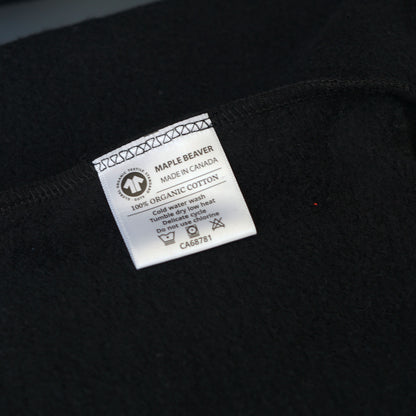 MAPLE BEAVER
MADE IN CANADA
100% ORGANIC COTTON
Cold water wash
Tumble dry low heat
Delicate cycle
Do not use chlorine
CA68781